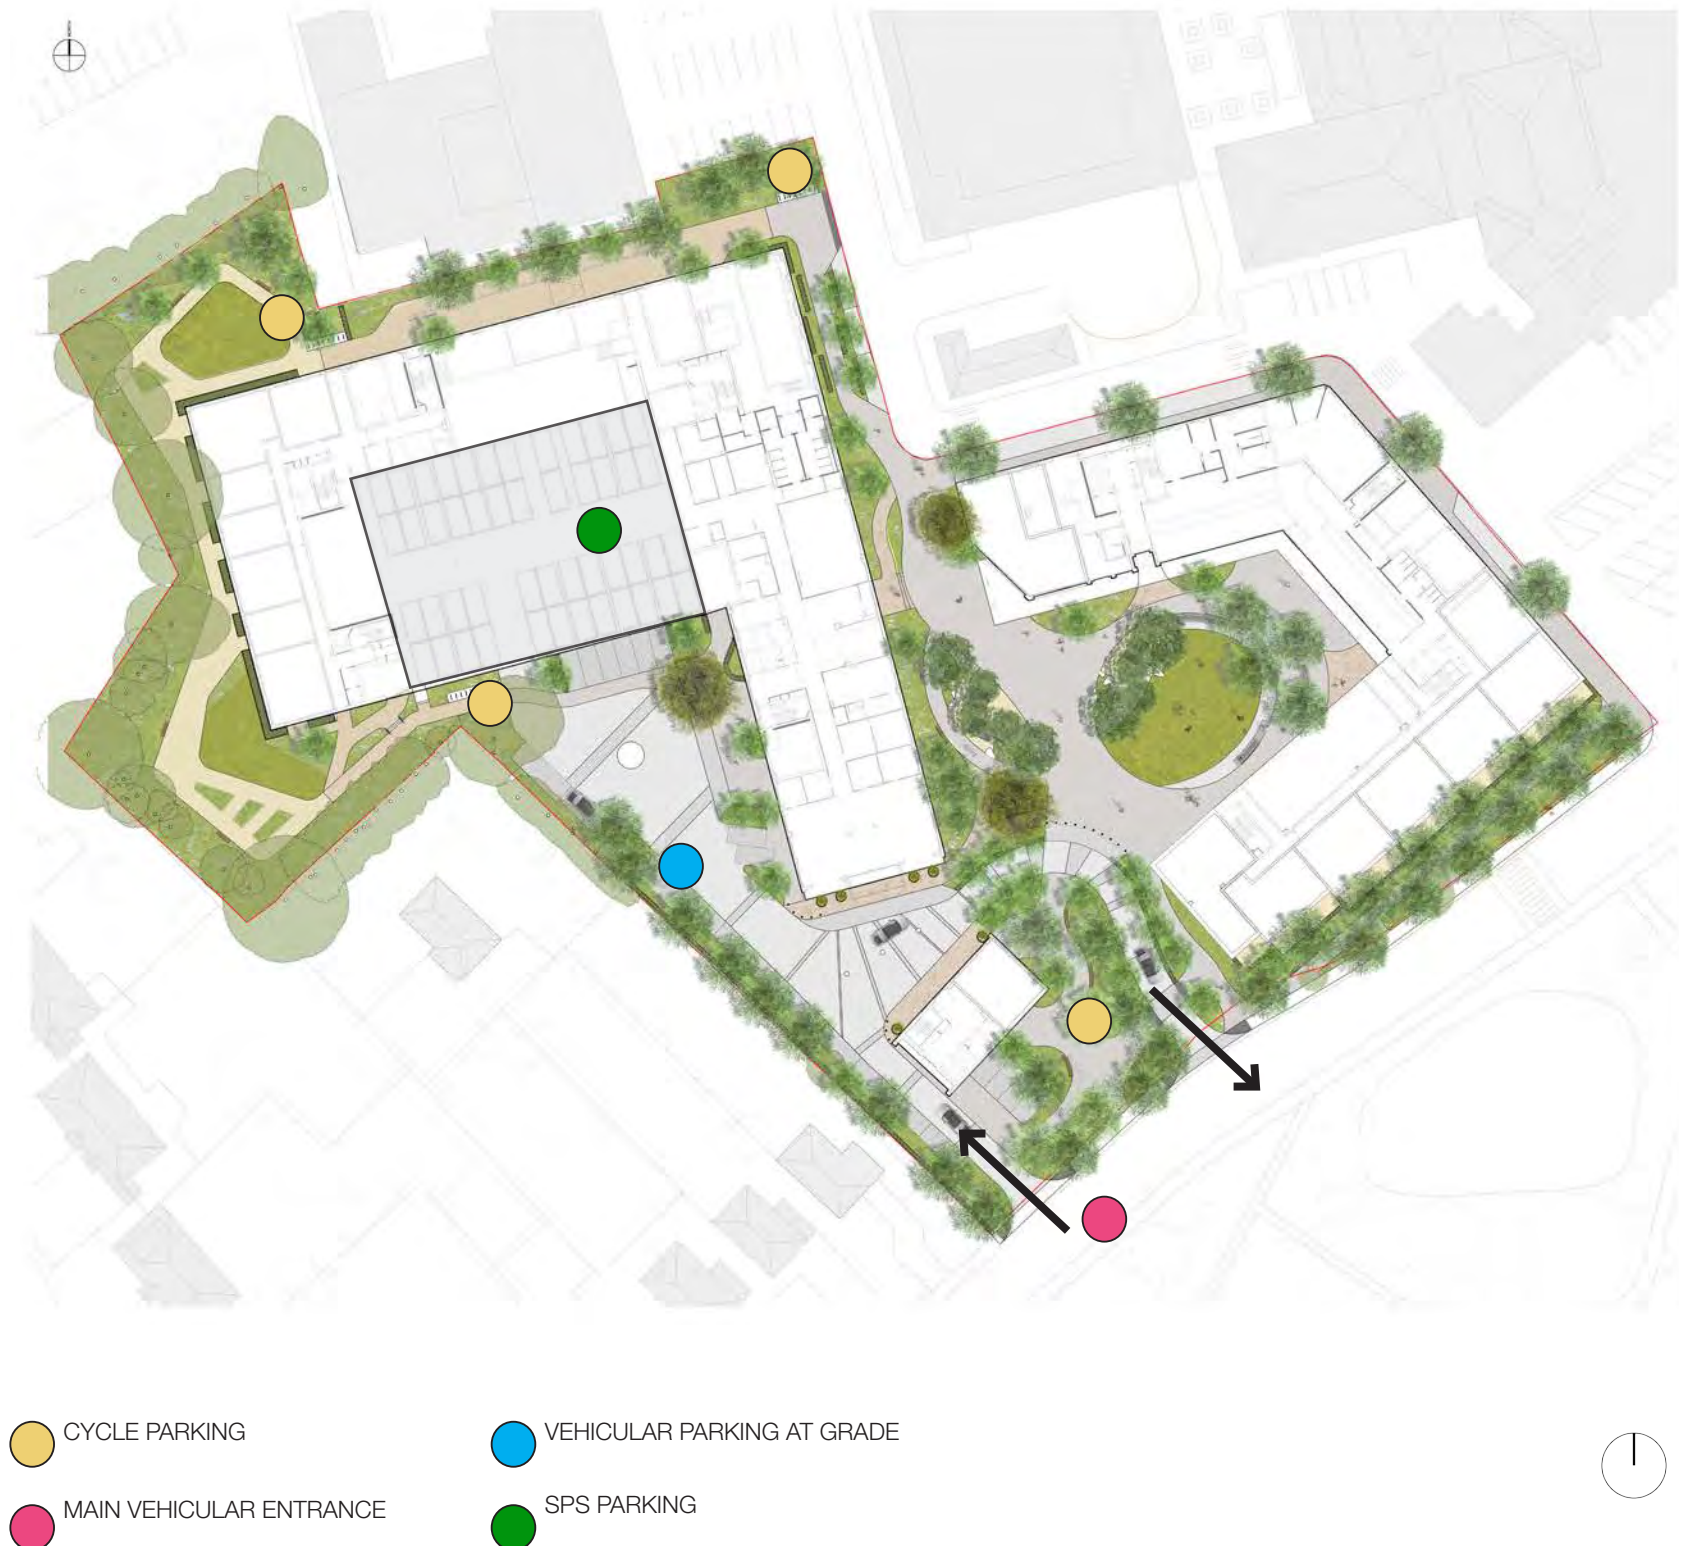 CYCLE PARKING
VEHICULAR PARKING AT GRADE
MAIN VEHICULAR ENTRANCE
SPS PARKING